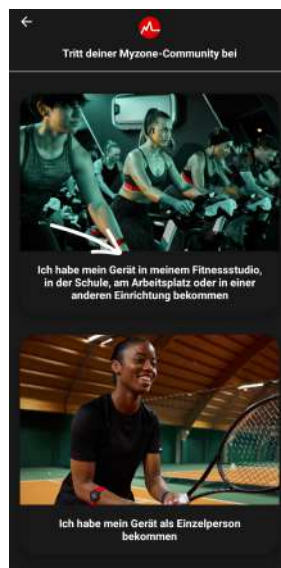 Tritt deiner Myzone-Community bei
Ich habe mein Gerät in meinem Fitnessstudio,
in der Schule, am Arbeitsplatz oder in einer
anderen Einrichtung bekommen
Ich habe mein Gerät als Einzelperson
bekommen